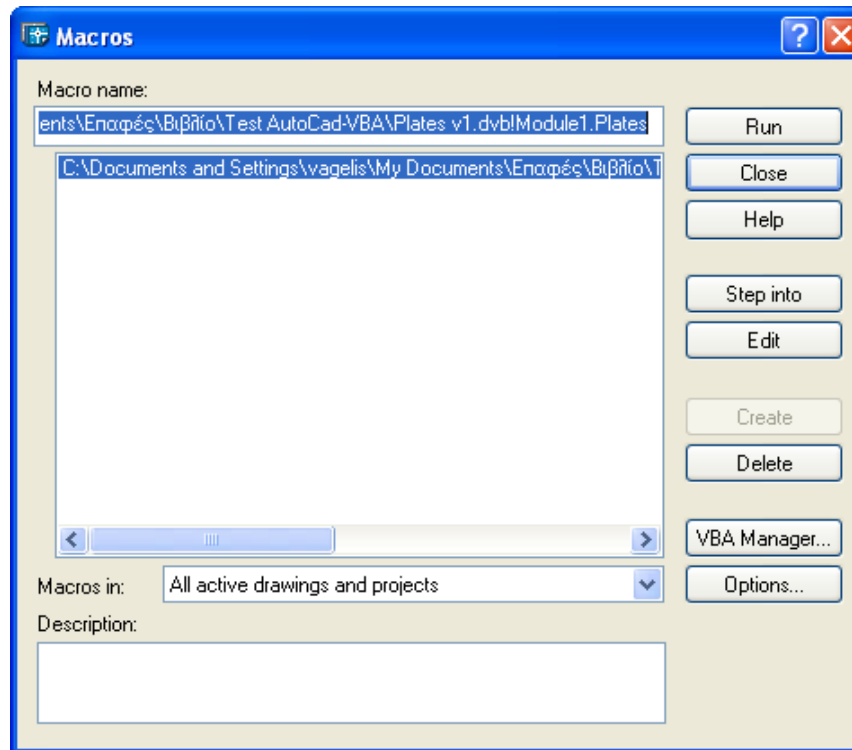 Macros
Macro name:
ents\Επαφές\Βιβλίο\Test AutoCad-VBA\Plates v1.dvb!Module1.Plates
C:\Documents and Settings\vagelis\My Documents\Επαφές\Βιβλίο\T
Run
Close
Help
Step into
Edit
Create
Delete
VBA Manager...
Macros in:
All active drawings and projects
Options...
Description: